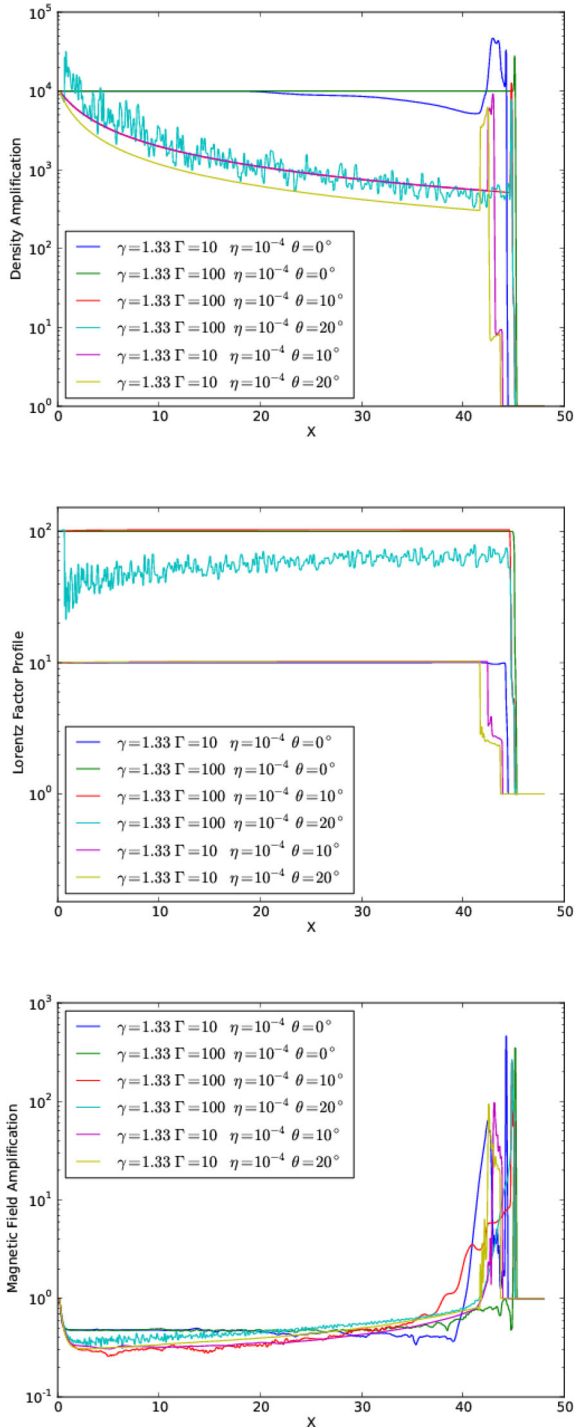 10^5
10^4
10^3
10^2
10^1
10^0
Density Amplification
γ=1.33 Γ=10 η=10^{-4} θ=0°
γ=1.33 Γ=100 η=10^{-4} θ=0°
γ=1.33 Γ=100 η=10^{-4} θ=10°
γ=1.33 Γ=100 η=10^{-4} θ=20°
γ=1.33 Γ=10 η=10^{-4} θ=10°
γ=1.33 Γ=10 η=10^{-4} θ=20°
0 10 20 30 40 50
X
10^2
10^1
10^0
Lorentz Factor Profile
γ=1.33 Γ=10 η=10^{-4} θ=0°
γ=1.33 Γ=100 η=10^{-4} θ=0°
γ=1.33 Γ=100 η=10^{-4} θ=10°
γ=1.33 Γ=100 η=10^{-4} θ=20°
γ=1.33 Γ=10 η=10^{-4} θ=10°
γ=1.33 Γ=10 η=10^{-4} θ=20°
0 10 20 30 40 50
X
10^3
10^2
10^1
10^0
10^{-1}
Magnetic Field Amplification
γ=1.33 Γ=10 η=10^{-4} θ=0°
γ=1.33 Γ=100 η=10^{-4} θ=0°
γ=1.33 Γ=100 η=10^{-4} θ=10°
γ=1.33 Γ=100 η=10^{-4} θ=20°
γ=1.33 Γ=10 η=10^{-4} θ=10°
γ=1.33 Γ=10 η=10^{-4} θ=20°
0 10 20 30 40 50
X